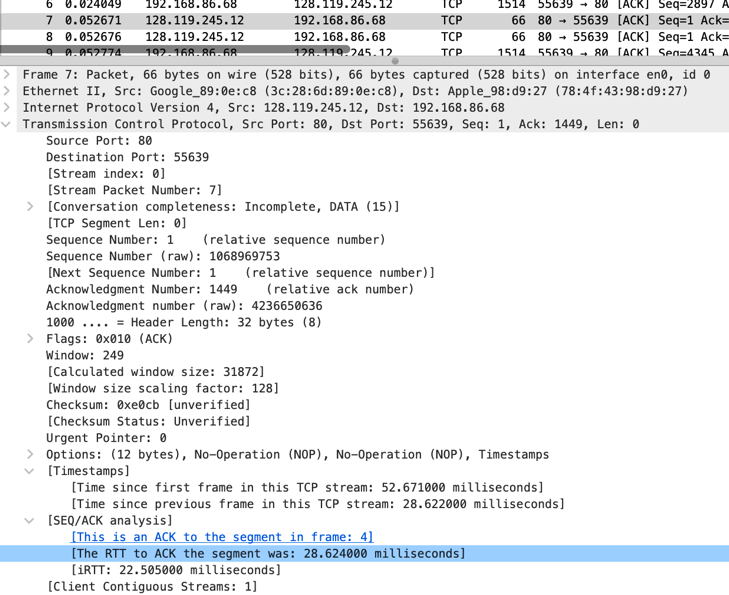 6 0.024049 192.168.86.68 128.119.245.12 TCP 1514 55639 → 80 [ACK] Seq=2897 A
7 0.052671 128.119.245.12 192.168.86.68 TCP 66 80 → 55639 [ACK] Seq=1 Ack=
8 0.052676 128.119.245.12 192.168.86.68 TCP 66 80 → 55639 [ACK] Seq=1 Ack=
9 0.052774 192.168.86.68 128.119.245.12 TCP 1514 55639 → 80 [ACK] Seq=4345 A
Frame 7: Packet, 66 bytes on wire (528 bits), 66 bytes captured (528 bits) on interface en0, id 0
Ethernet II, Src: Google_89:0e:c8 (3c:28:6d:89:0e:c8), Dst: Apple_98:d9:27 (78:4f:43:98:d9:27)
Internet Protocol Version 4, Src: 128.119.245.12, Dst: 192.168.86.68
Transmission Control Protocol, Src Port: 80, Dst Port: 55639, Seq: 1, Ack: 1449, Len: 0
Source Port: 80
Destination Port: 55639
[Stream index: 0]
[Stream Packet Number: 7]
[Conversation completeness: Incomplete, DATA (15)]
[TCP Segment Len: 0]
Sequence Number: 1 (relative sequence number)
Sequence Number (raw): 1068969753
[Next Sequence Number: 1 (relative sequence number)]
Acknowledgment Number: 1449 (relative ack number)
Acknowledgment number (raw): 4236650636
1000 .... = Header Length: 32 bytes (8)
Flags: 0x010 (ACK)
Window: 249
[Calculated window size: 31872]
[Window size scaling factor: 128]
Checksum: 0xe0cb [unverified]
[Checksum Status: Unverified]
Urgent Pointer: 0
Options: (12 bytes), No-Operation (NOP), No-Operation (NOP), Timestamps
[Timestamps]
[Time since first frame in this TCP stream: 52.671000 milliseconds]
[Time since previous frame in this TCP stream: 28.622000 milliseconds]
[SEQ/ACK analysis]
[This is an ACK to the segment in frame: 4]
[The RTT to ACK the segment was: 28.624000 milliseconds]
[iRTT: 22.505000 milliseconds]
[Client Contiguous Streams: 1]